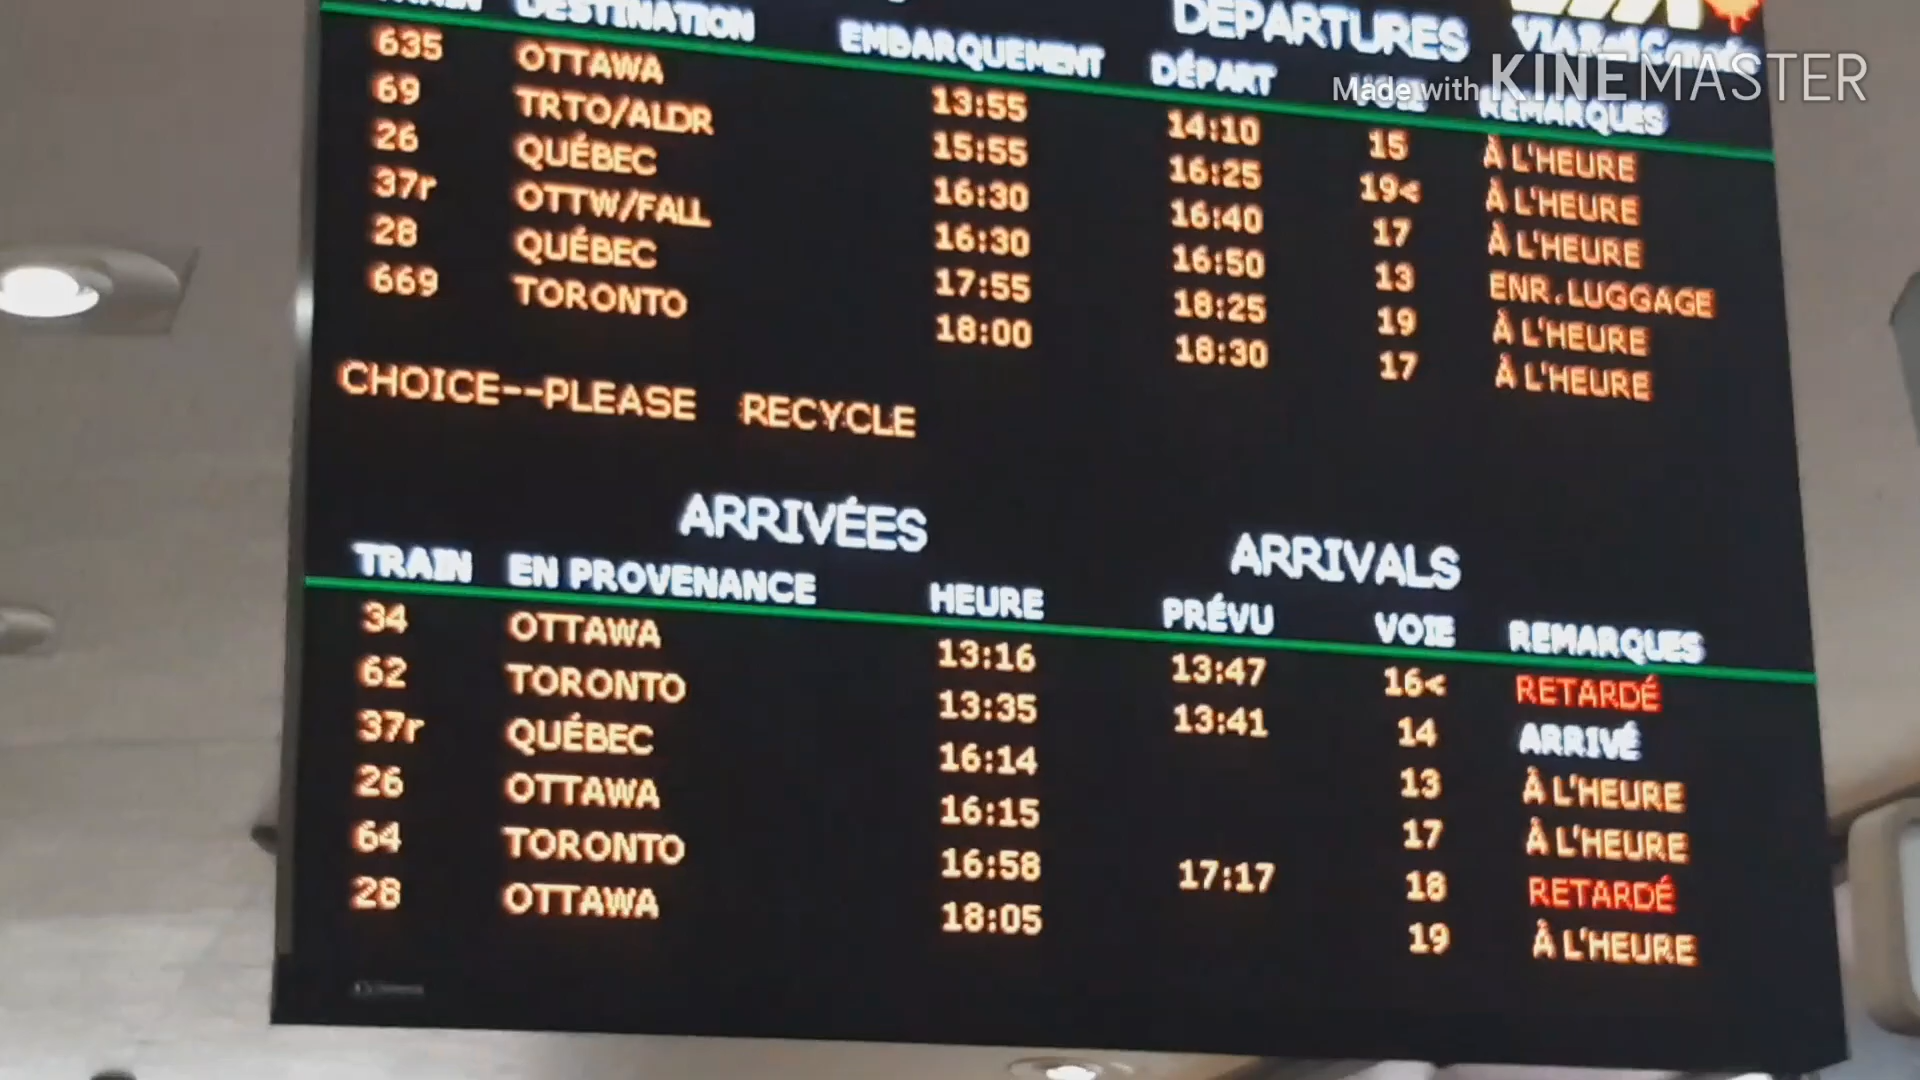 TRAIN DESTINATION EMBARQUEMENT DÉPART REMARQUES
DEPARTURES
VIA Rail Canada
Made with KINEMASTER
635 OTTAWA 13:55 14:10 15 À L'HEURE
69 TRTO/ALDR 15:55 16:25 19< À L'HEURE
26 QUÉBEC 16:30 16:40 17 À L'HEURE
37r OTTW/FALL 16:30 16:50 13 ENR.LUGGAGE
28 QUÉBEC 17:55 18:25 19 À L'HEURE
669 TORONTO 18:00 18:30 17 À L'HEURE
CHOICE--PLEASE RECYCLE
ARRIVÉES ARRIVALS
TRAIN EN PROVENANCE HEURE PRÉVU VOIE REMARQUES
34 OTTAWA 13:16 13:47 16< RETARDÉ
62 TORONTO 13:35 13:41 14 ARRIVÉ
37r QUÉBEC 16:14 13 À L'HEURE
26 OTTAWA 16:15 17 À L'HEURE
64 TORONTO 16:58 17:17 18 RETARDÉ
28 OTTAWA 18:05 19 À L'HEURE